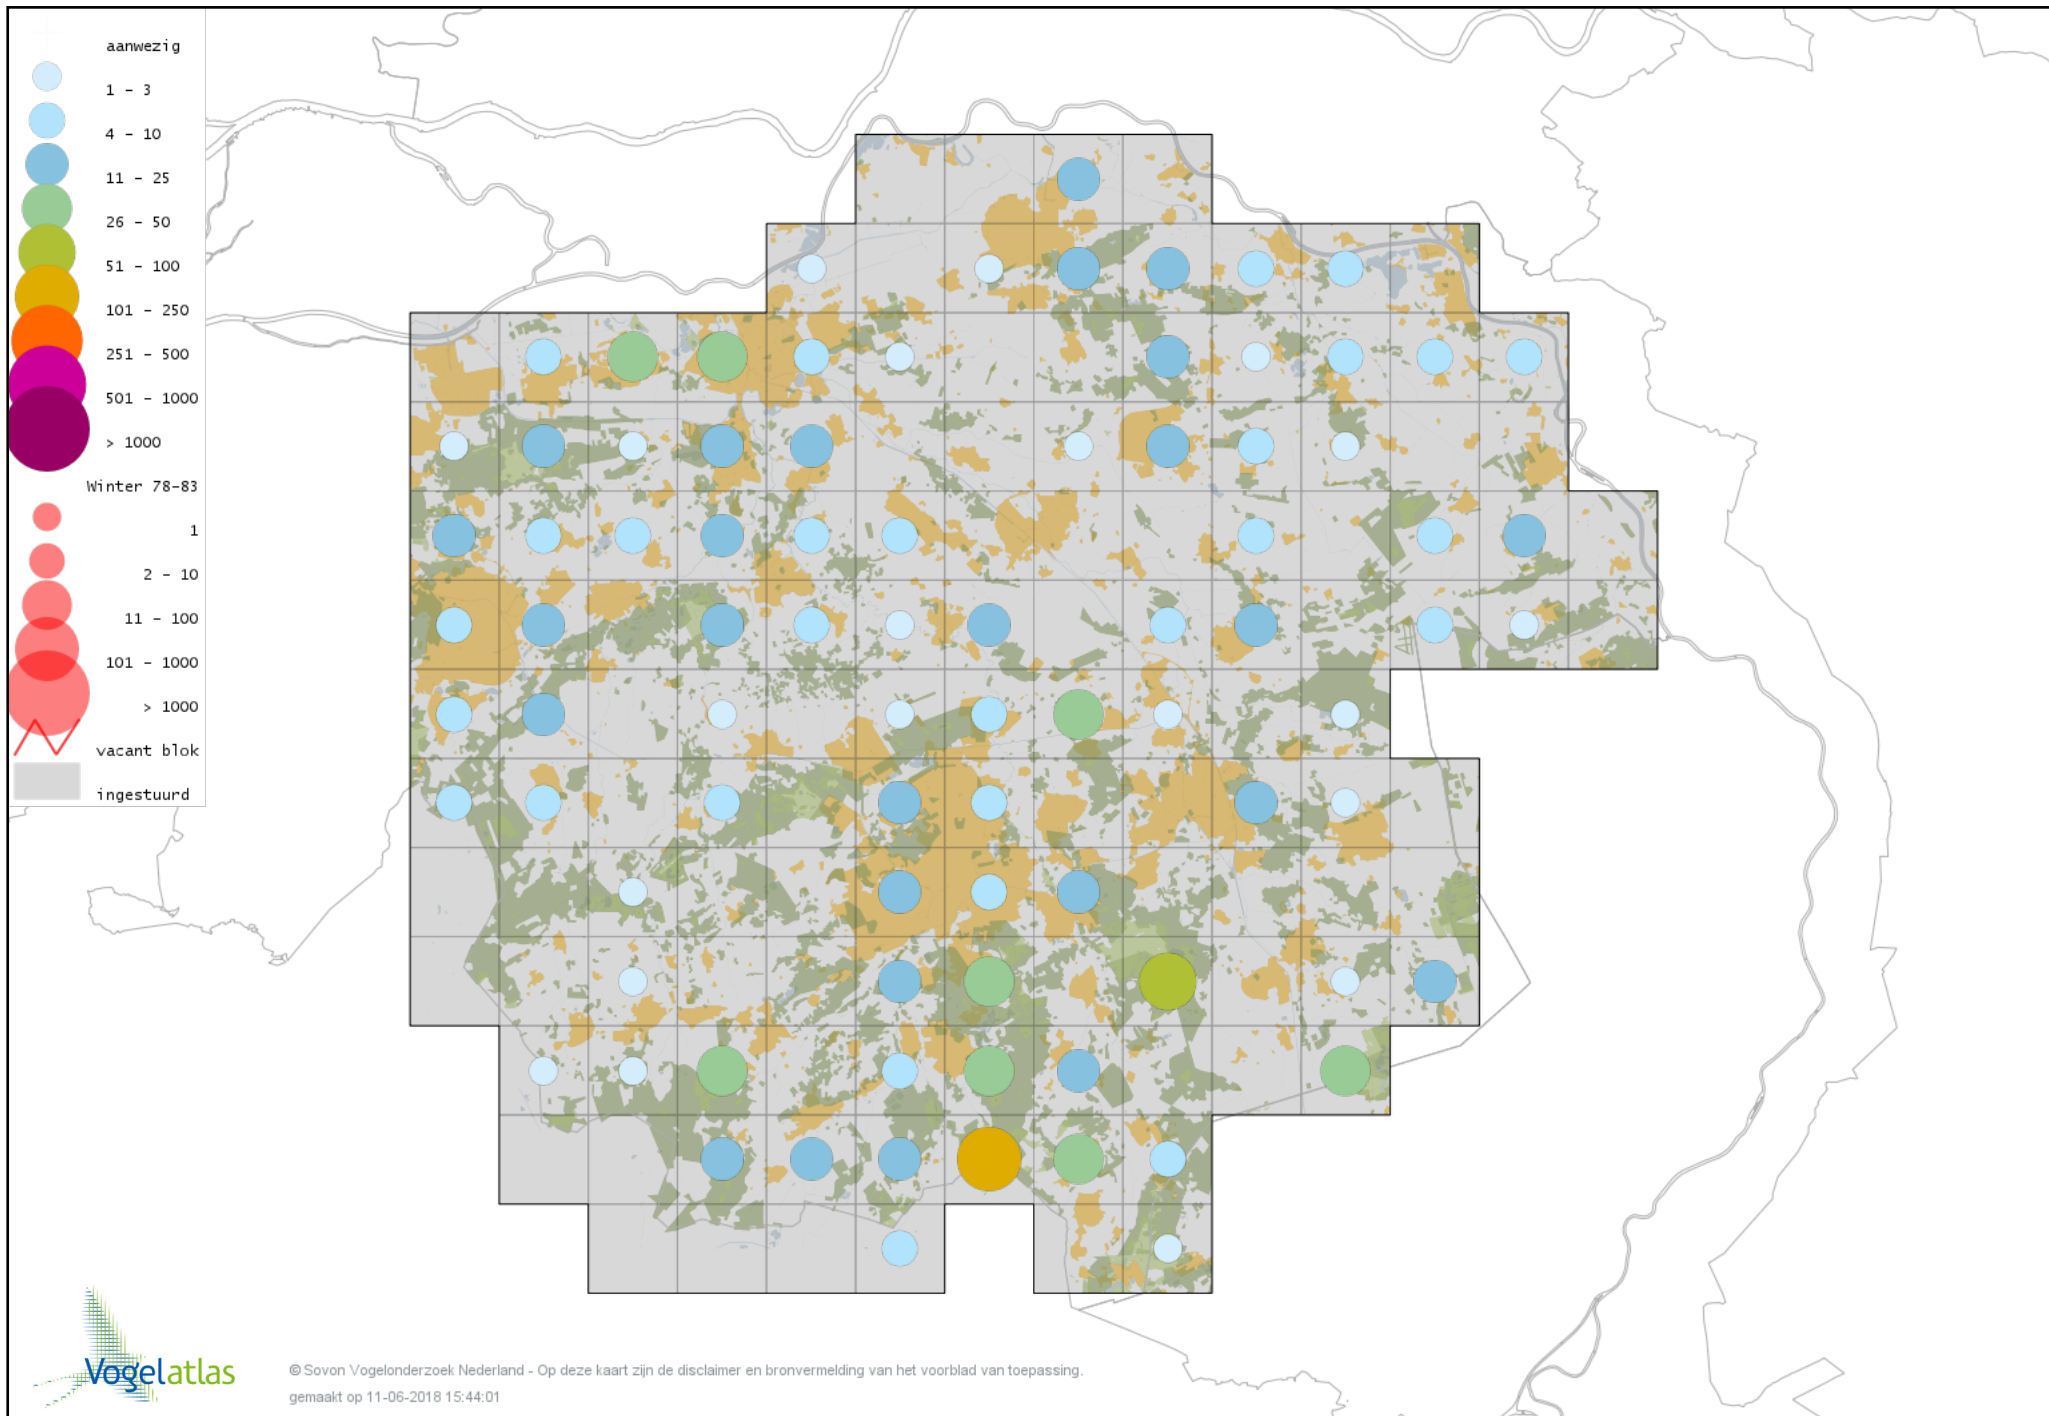 aanwezig
1 - 3
4 - 10
11 - 25
26 - 50
51 - 100
101 - 250
251 - 500
501 - 1000
> 1000
Winter 78-83
1
2 - 10
11 - 100
101 - 1000
> 1000
vacant blok
ingestuurd
Vogelatlas
© Sovon Vogelonderzoek Nederland - Op deze kaart zijn de disclaimer en bronvermelding van het voorblad van toepassing.
gemaakt op 11-06-2018 15:44:01